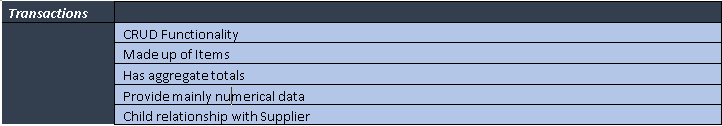 Transactions
CRUD Functionality
Made up of Items
Has aggregate totals
Provide mainly numerical data
Child relationship with Supplier